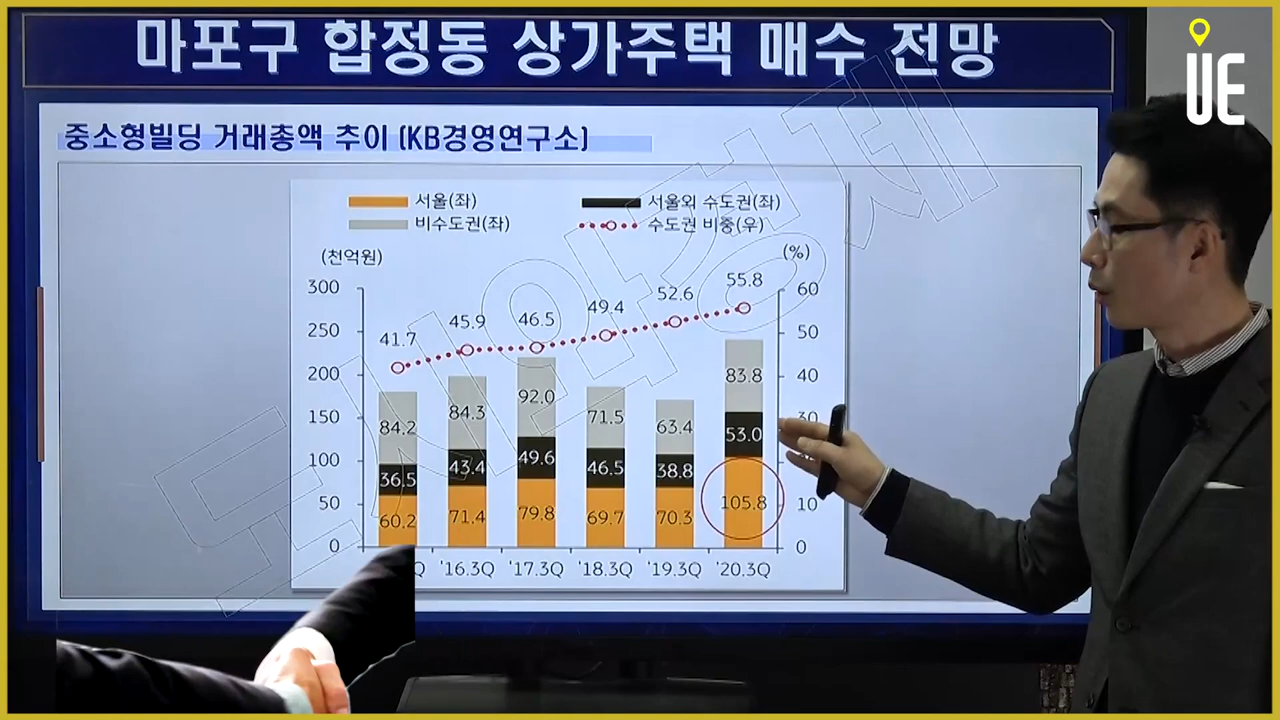 마포구 합정동 상가주택 매수 전망
UE
중소형빌딩 거래총액 추이 (KB경영연구소)
서울(좌) 서울외 수도권(좌)
비수도권(좌) 수도권 비중(우)
(천억원) (%)
300 60
250 50
200 40
150 30
100
50 10
0 0
41.7 45.9 46.5 49.4 52.6 55.8
84.2 84.3 92.0 71.5 63.4 83.8
36.5 43.4 49.6 46.5 38.8 53.0
60.2 71.4 79.8 69.7 70.3 105.8
Q '16.3Q '17.3Q '18.3Q '19.3Q '20.3Q